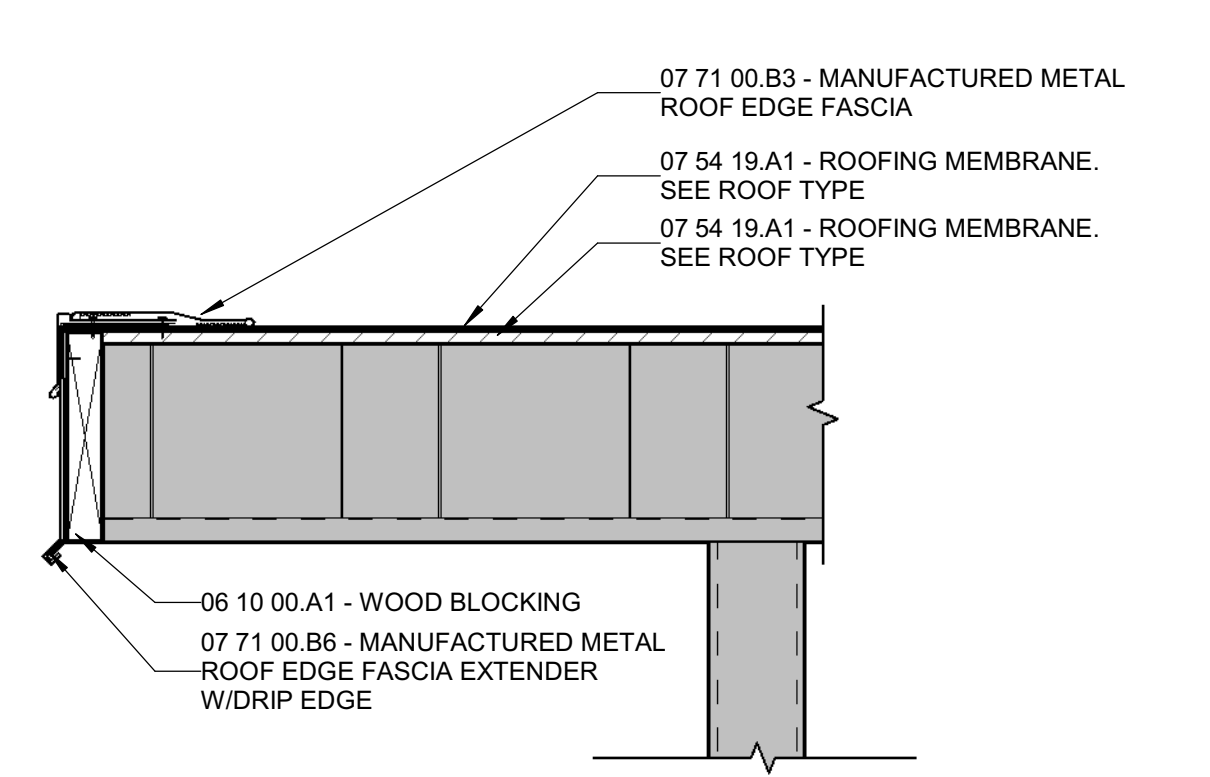 07 71 00.B3 - MANUFACTURED METAL
ROOF EDGE FASCIA
07 54 19.A1 - ROOFING MEMBRANE.
SEE ROOF TYPE
07 54 19.A1 - ROOFING MEMBRANE.
SEE ROOF TYPE
06 10 00.A1 - WOOD BLOCKING
07 71 00.B6 - MANUFACTURED METAL
ROOF EDGE FASCIA EXTENDER
W/DRIP EDGE